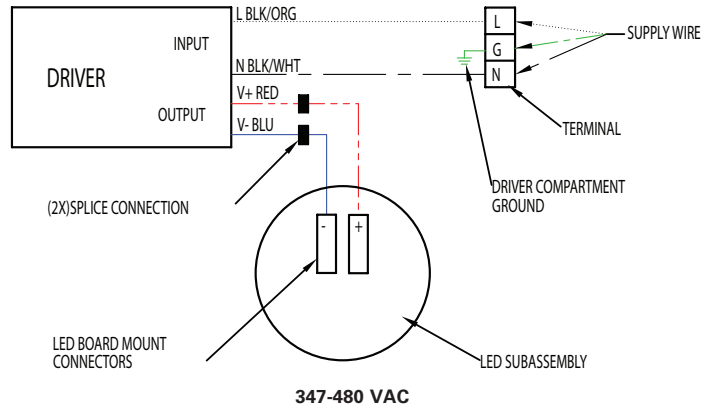 L BLK/ORG
L
SUPPLY WIRE
INPUT
G
DRIVER
N BLK/WHT
N
V+ RED
OUTPUT
V- BLU
TERMINAL
(2X)SPLICE CONNECTION
DRIVER COMPARTMENT
GROUND
- +
LED BOARD MOUNT
CONNECTORS
LED SUBASSEMBLY
347-480 VAC